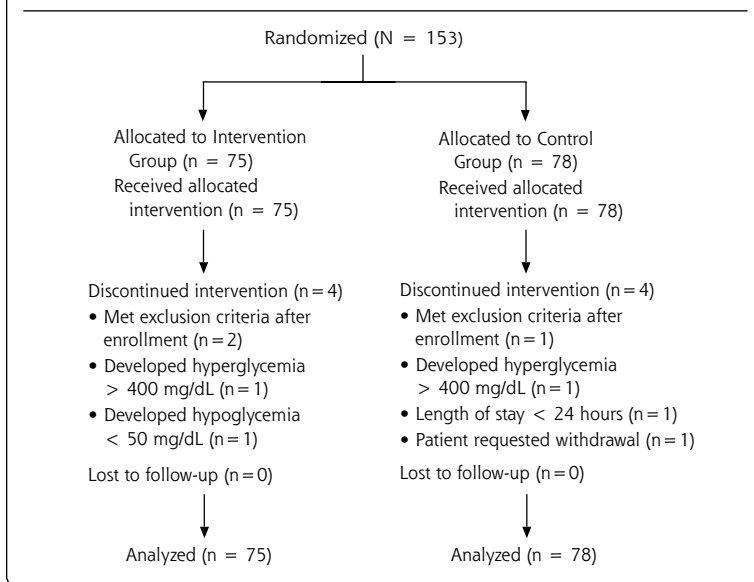 Randomized (N = 153)
Allocated to Intervention
Group (n = 75)
Received allocated
intervention (n = 75)
Allocated to Control
Group (n = 78)
Received allocated
intervention (n = 78)
Discontinued intervention (n=4)
• Met exclusion criteria after
enrollment (n=2)
• Developed hyperglycemia
> 400 mg/dL (n=1)
• Developed hypoglycemia
< 50 mg/dL (n=1)
Lost to follow-up (n=0)
Discontinued intervention (n=4)
• Met exclusion criteria after
enrollment (n=1)
• Developed hyperglycemia
> 400 mg/dL (n=1)
• Length of stay < 24 hours (n=1)
• Patient requested withdrawal (n=1)
Lost to follow-up (n=0)
Analyzed (n = 75)
Analyzed (n = 78)